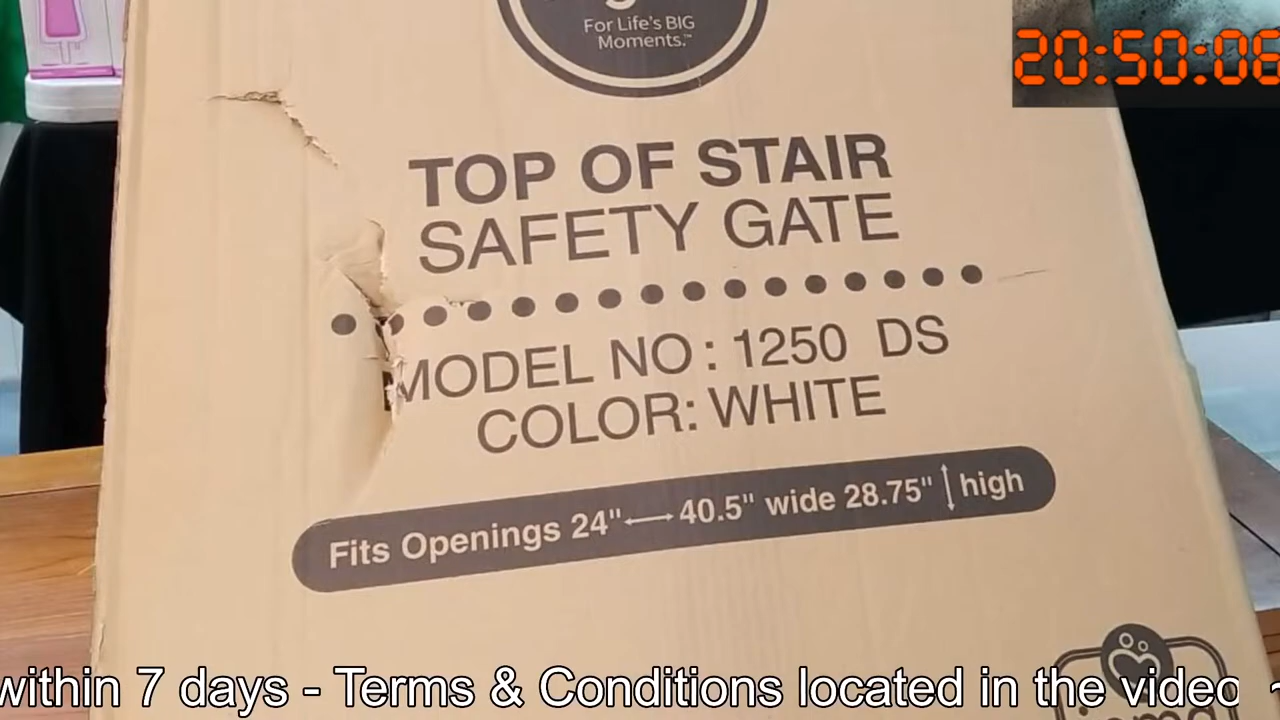 For Life's BIG
Moments.™
20:50:06
TOP OF STAIR
SAFETY GATE
MODEL NO: 1250 DS
COLOR: WHITE
Fits Openings 24"⟷40.5" wide 28.75"↕high
within 7 days - Terms & Conditions located in the video